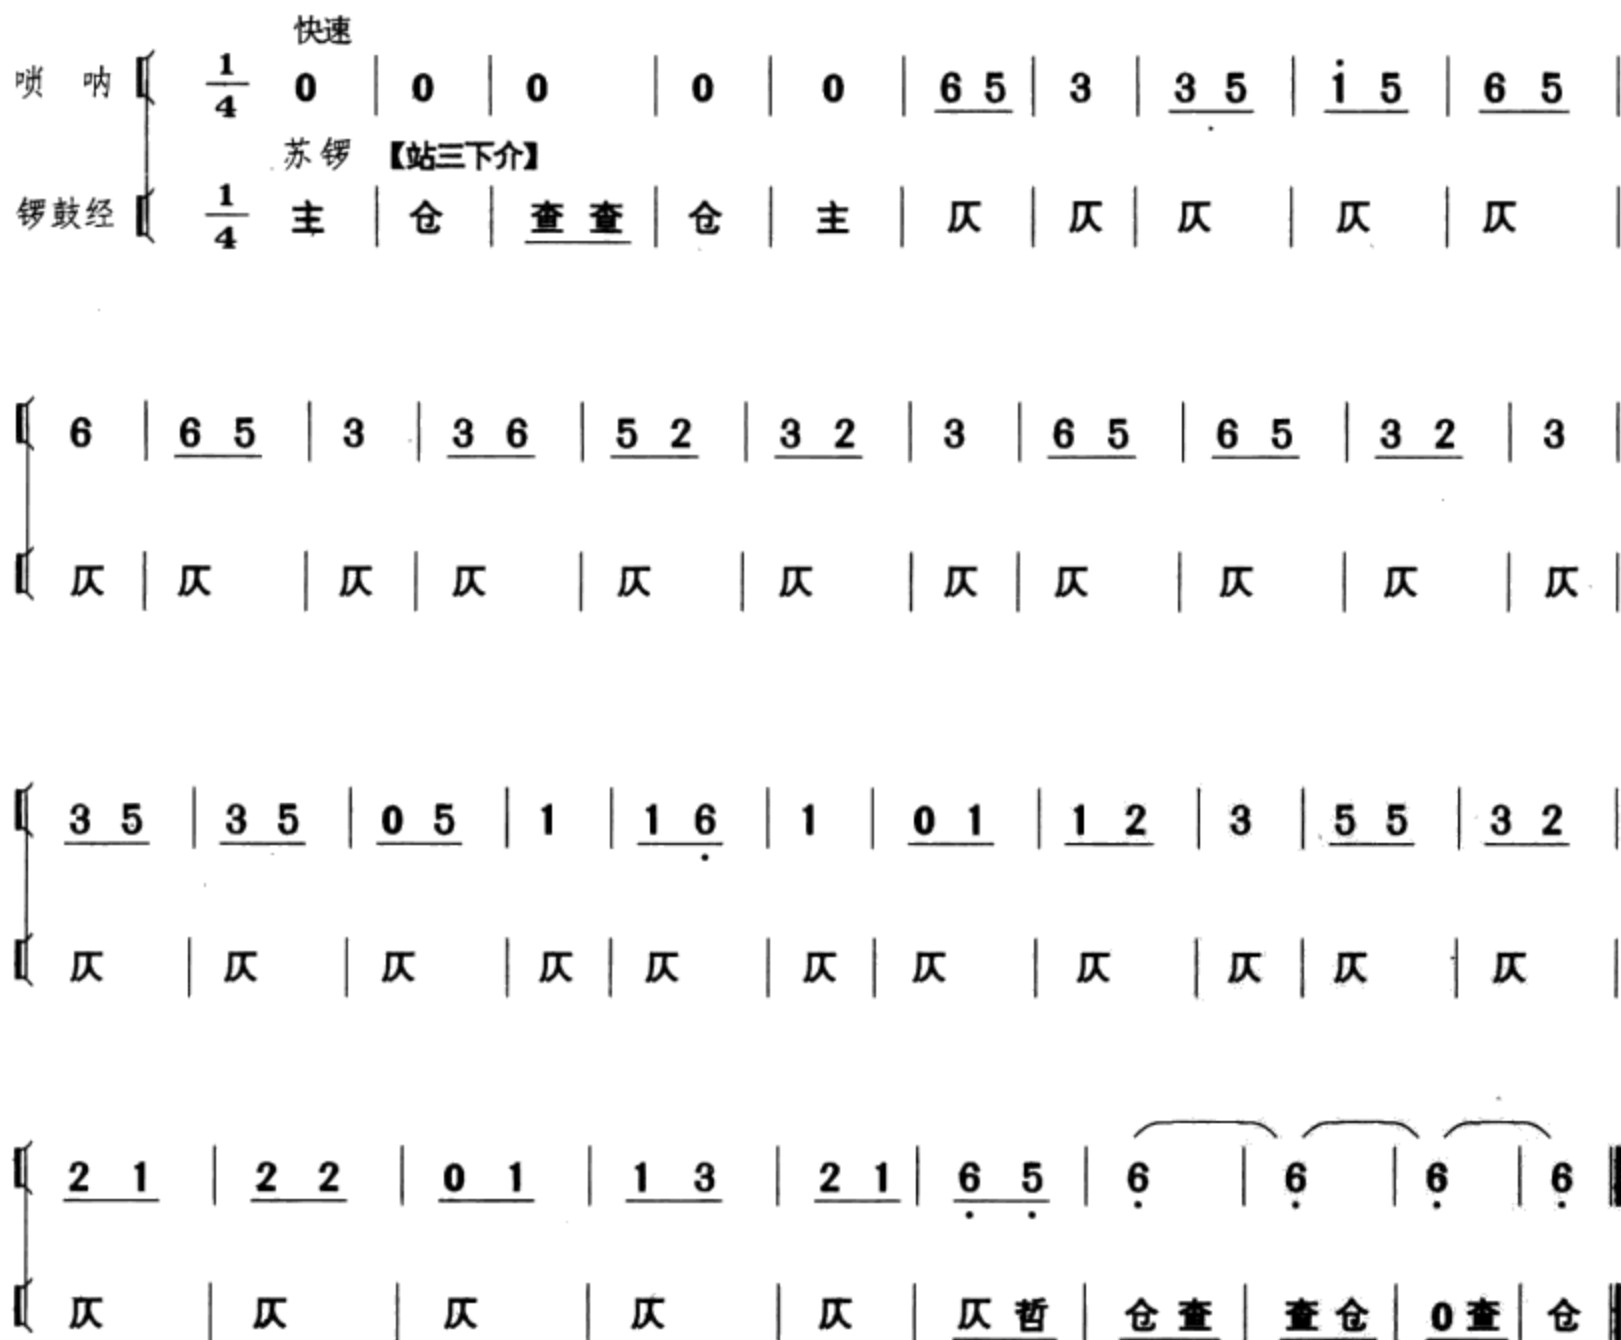 快速
唢 呐 1/4 0 | 0 | 0 | 0 | 0 | 6 5 | 3 | 3 5 | i 5 | 6 5 |
苏锣 【站三下介】
锣鼓经 1/4 主 | 仓 | 查 查 | 仓 | 主 | 仄 | 仄 | 仄 | 仄 | 仄 |
6 | 6 5 | 3 | 3 6 | 5 2 | 3 2 | 3 | 6 5 | 6 5 | 3 2 | 3 |
仄 | 仄 | 仄 | 仄 | 仄 | 仄 | 仄 | 仄 | 仄 | 仄 | 仄 |
3 5 | 3 5 | 0 5 | 1 | 1 6̣ | 1 | 0 1 | 1 2 | 3 | 5 5 | 3 2 |
仄 | 仄 | 仄 | 仄 | 仄 | 仄 | 仄 | 仄 | 仄 | 仄 | 仄 |
2 1 | 2 2 | 0 1 | 1 3 | 2 1 | 6̣ 5̣ | 6̣ | 6̣ | 6̣ | 6̣ ‖
仄 | 仄 | 仄 | 仄 | 仄 | 仄 哲 | 仓 查 | 查 仓 | 0 查 | 仓 ‖